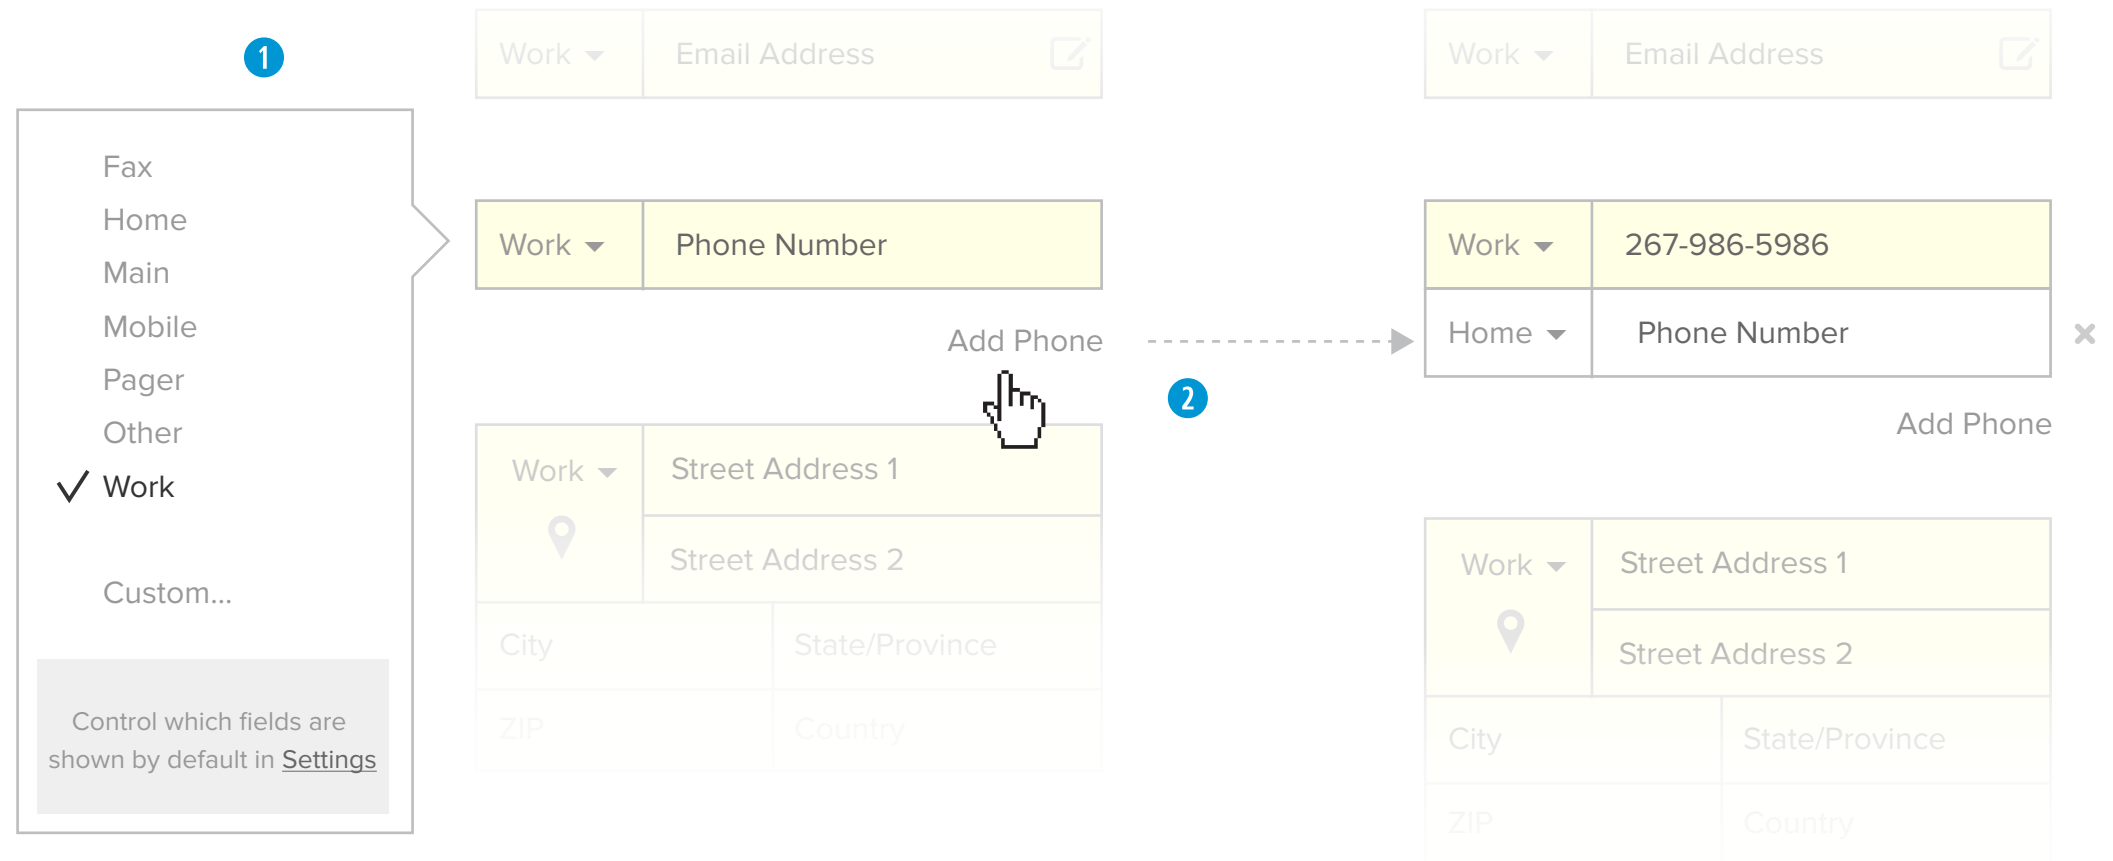 1
Fax
Home
Main
Mobile
Pager
Other
Work
Custom...
Control which fields are
shown by default in Settings
Work Email Address
Work Phone Number
Add Phone
Work Street Address 1
Street Address 2
City State/Province
ZIP Country
2
Work Email Address
Work 267-986-5986
Home Phone Number
Add Phone
Work Street Address 1
Street Address 2
City State/Province
ZIP Country